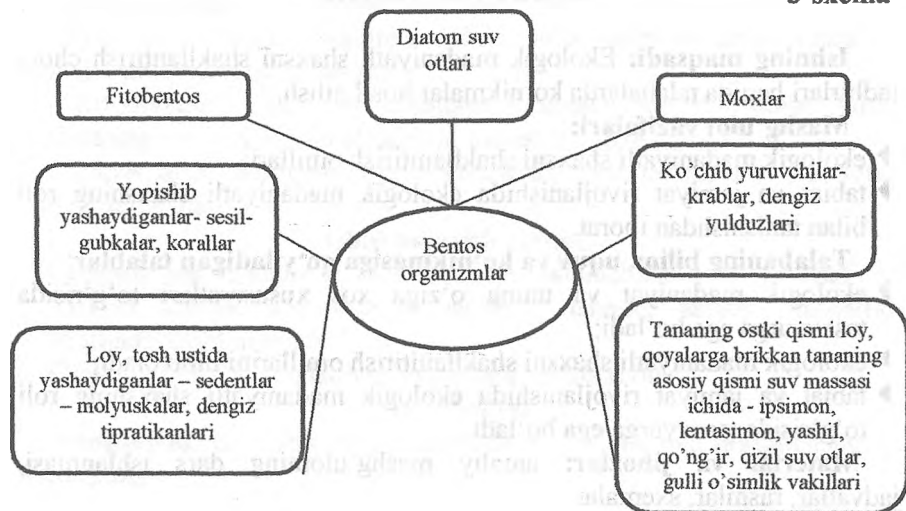 Diatom suv
otlari
Fitobentos
Moxlar
Yopishib
yashaydiganlar- sesil-
gubkalar, korallar
Bentos
organizmlar
Ko'chib yuruvchilar-
krablar, dengiz
yulduzlari.
Loy, tosh ustida
yashaydiganlar – sedentlar
– molyuskalar, dengiz
tipratikanlari
Tananing ostki qismi loy,
qoyalarga brikkan tananing
asosiy qismi suv massasi
ichida - ipsimon,
lentasimon, yashil,
qo'ng'ir, qizil suv otlar,
gulli o'simlik vakillari